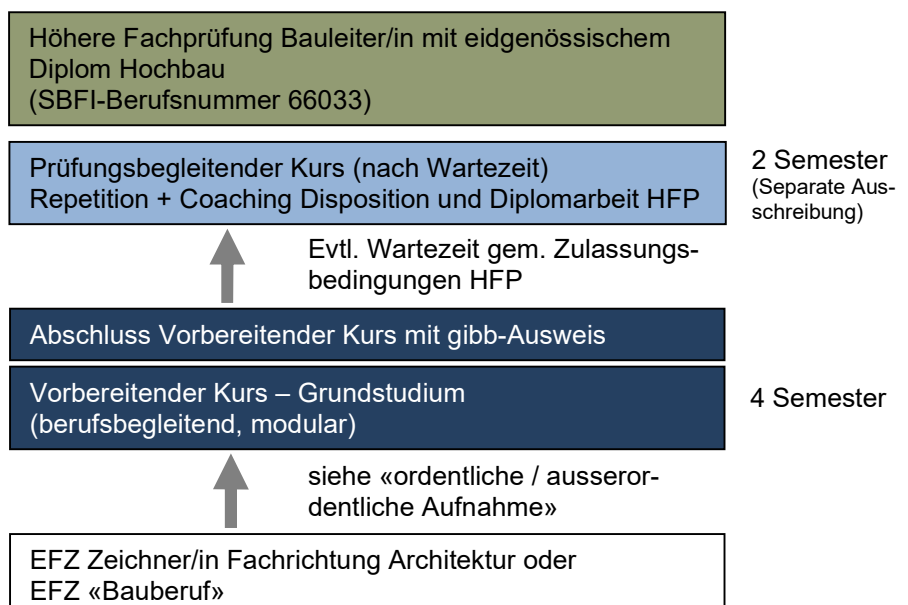 Höhere Fachprüfung Bauleiter/in mit eidgenössischem
Diplom Hochbau
(SBFI-Berufsnummer 66033)
Prüfungsbegleitender Kurs (nach Wartezeit)
Repetition + Coaching Disposition und Diplomarbeit HFP
2 Semester
(Separate Aus-
schreibung)
Evtl. Wartezeit gem. Zulassungs-
bedingungen HFP
Abschluss Vorbereitender Kurs mit gibb-Ausweis
Vorbereitender Kurs – Grundstudium
(berufsbegleitend, modular)
4 Semester
siehe «ordentliche / ausseror-
dentliche Aufnahme»
EFZ Zeichner/in Fachrichtung Architektur oder
EFZ «Bauberuf»